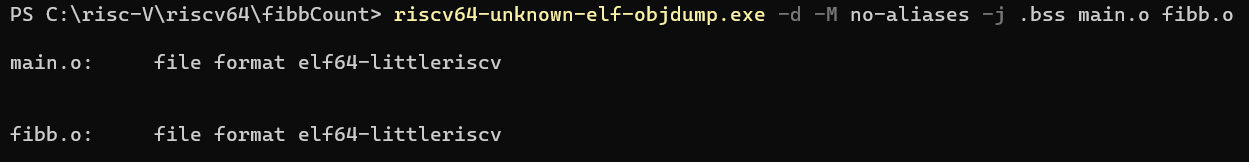 PS C:\risc-V\riscv64\fibbCount> riscv64-unknown-elf-objdump.exe -d -M no-aliases -j .bss main.o fibb.o
main.o:     file format elf64-littleriscv
fibb.o:     file format elf64-littleriscv